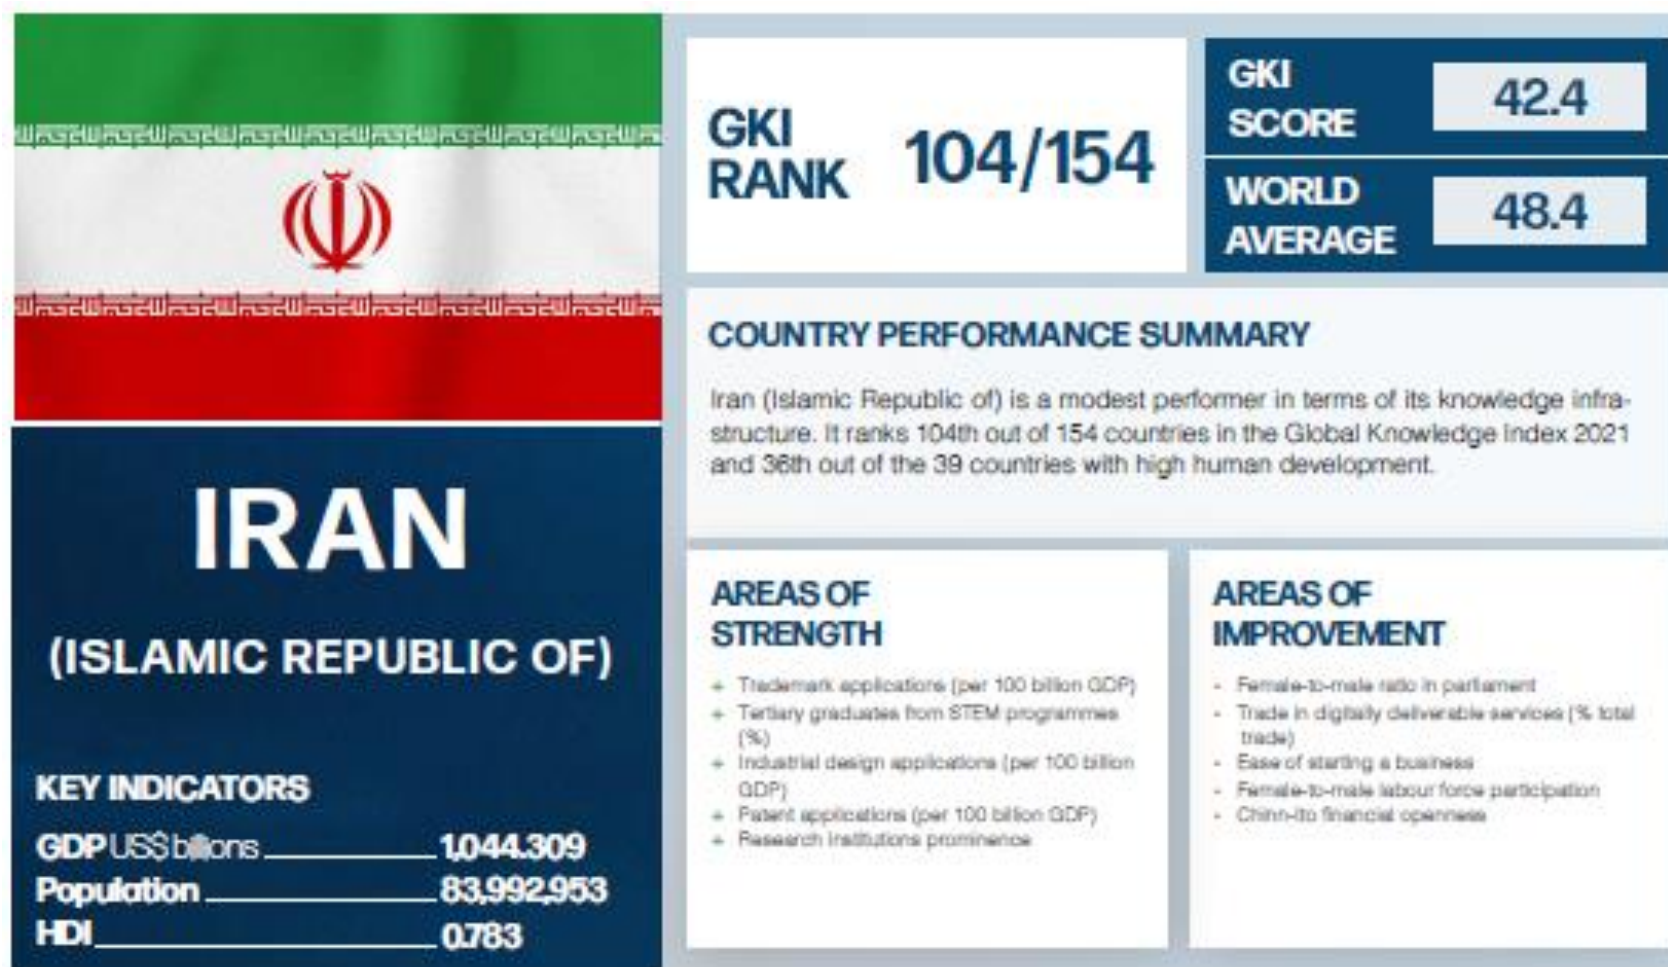 IRAN
(ISLAMIC REPUBLIC OF)
KEY INDICATORS
GDP US$ billions 1,044.309
Population 83,992,953
HDI 0.783
GKI
RANK
104/154
GKI
SCORE
42.4
WORLD
AVERAGE
48.4
COUNTRY PERFORMANCE SUMMARY
Iran (Islamic Republic of) is a modest performer in terms of its knowledge infra-
structure. It ranks 104th out of 154 countries in the Global Knowledge Index 2021
and 36th out of the 39 countries with high human development.
AREAS OF
STRENGTH
+ Trademark applications (per 100 billion GDP)
+ Tertiary graduates from STEM programmes
(%)
+ Industrial design applications (per 100 billion
GDP)
+ Patent applications (per 100 billion GDP)
+ Research institutions prominence
AREAS OF
IMPROVEMENT
- Female-to-male ratio in parliament
- Trade in digitally deliverable services (% total
trade)
- Ease of starting a business
- Female-to-male labour force participation
- Chinn-Ito financial openness